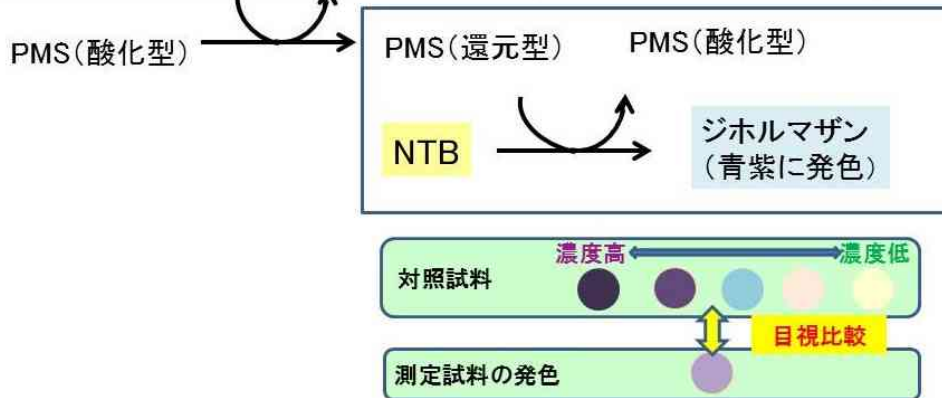 PMS（酸化型）
PMS（還元型）
PMS（酸化型）
NTB
ジホルマザン
（青紫に発色）
濃度高
濃度低
対照試料
目視比較
測定試料の発色